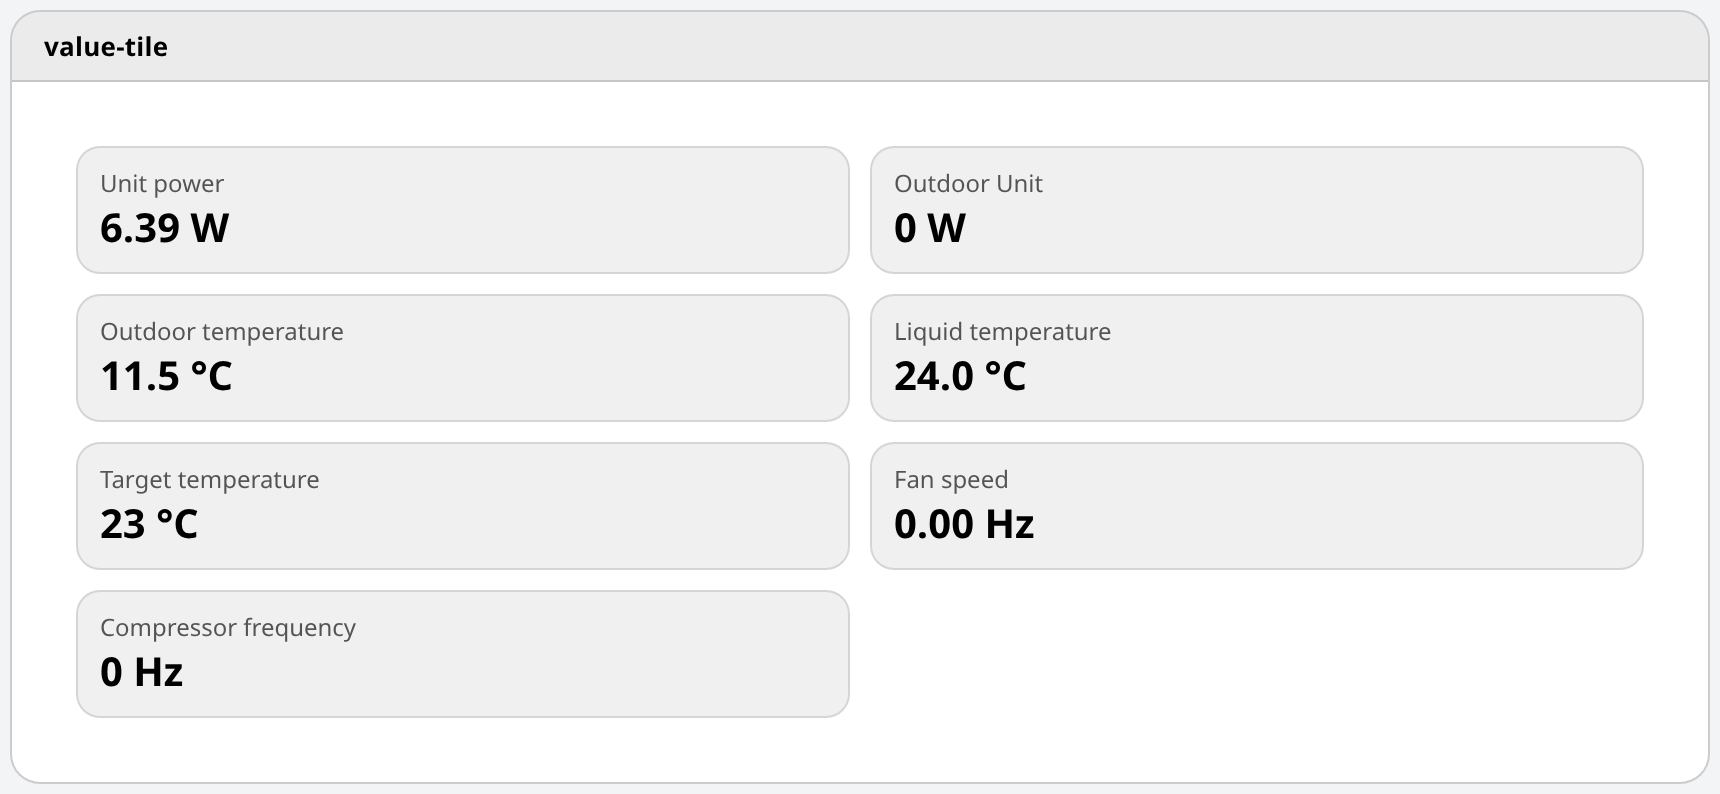 value-tile
Unit power
6.39 W
Outdoor Unit
0 W
Outdoor temperature
11.5 °C
Liquid temperature
24.0 °C
Target temperature
23 °C
Fan speed
0.00 Hz
Compressor frequency
0 Hz